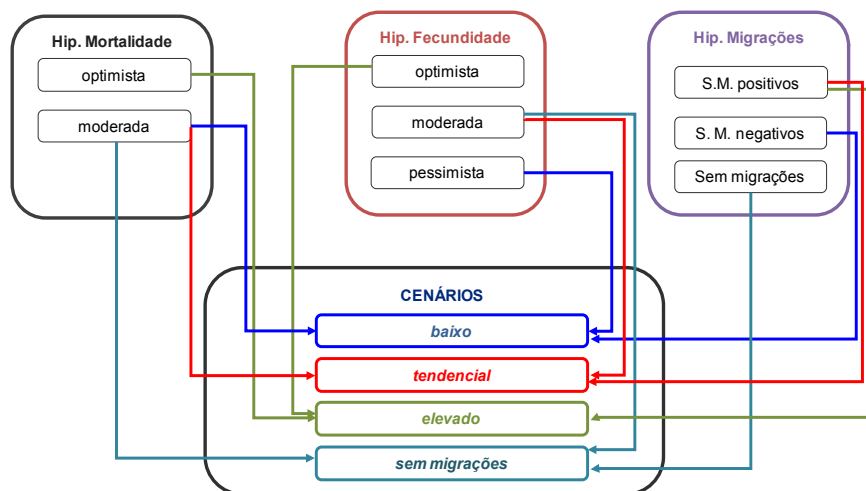 Hip. Mortalidade
optimista
moderada
Hip. Fecundidade
optimista
moderada
pessimista
Hip. Migrações
S.M. positivos
S. M. negativos
Sem migrações
CENÁRIOS
baixo
tendencial
elevado
sem migrações